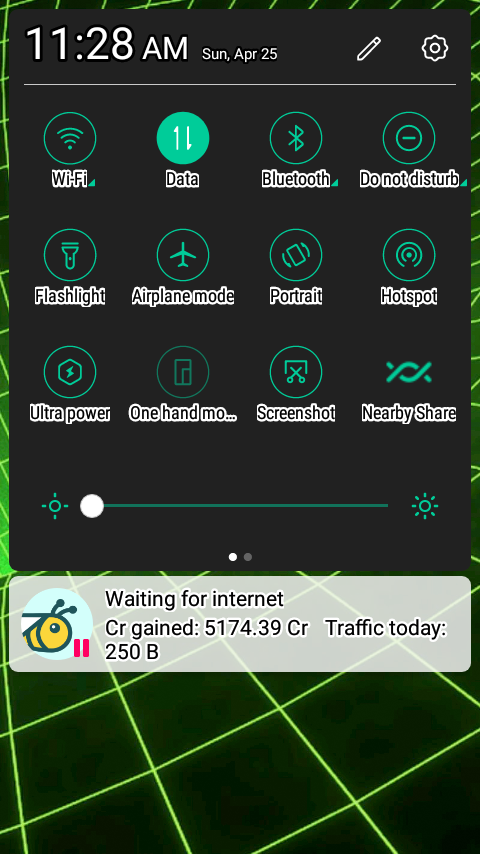 11:28 AM Sun, Apr 25
Wi-Fi Data Bluetooth Do not disturb
Flashlight Airplane mode Portrait Hotspot
Ultra power One hand mo... Screenshot Nearby Share
Waiting for internet
Cr gained: 5174.39 Cr Traffic today:
250 B